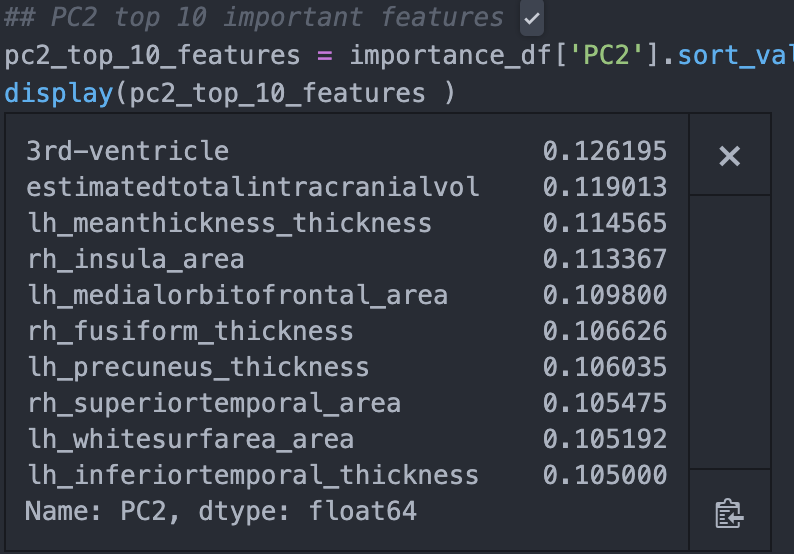 ## PC2 top 10 important features
pc2_top_10_features = importance_df['PC2'].sort_val
display(pc2_top_10_features )
3rd-ventricle 0.126195
estimatedtotalintracranialvol 0.119013
lh_meanthickness_thickness 0.114565
rh_insula_area 0.113367
lh_medialorbitofrontal_area 0.109800
rh_fusiform_thickness 0.106626
lh_precuneus_thickness 0.106035
rh_superiortemporal_area 0.105475
lh_whitesurfarea_area 0.105192
lh_inferiortemporal_thickness 0.105000
Name: PC2, dtype: float64